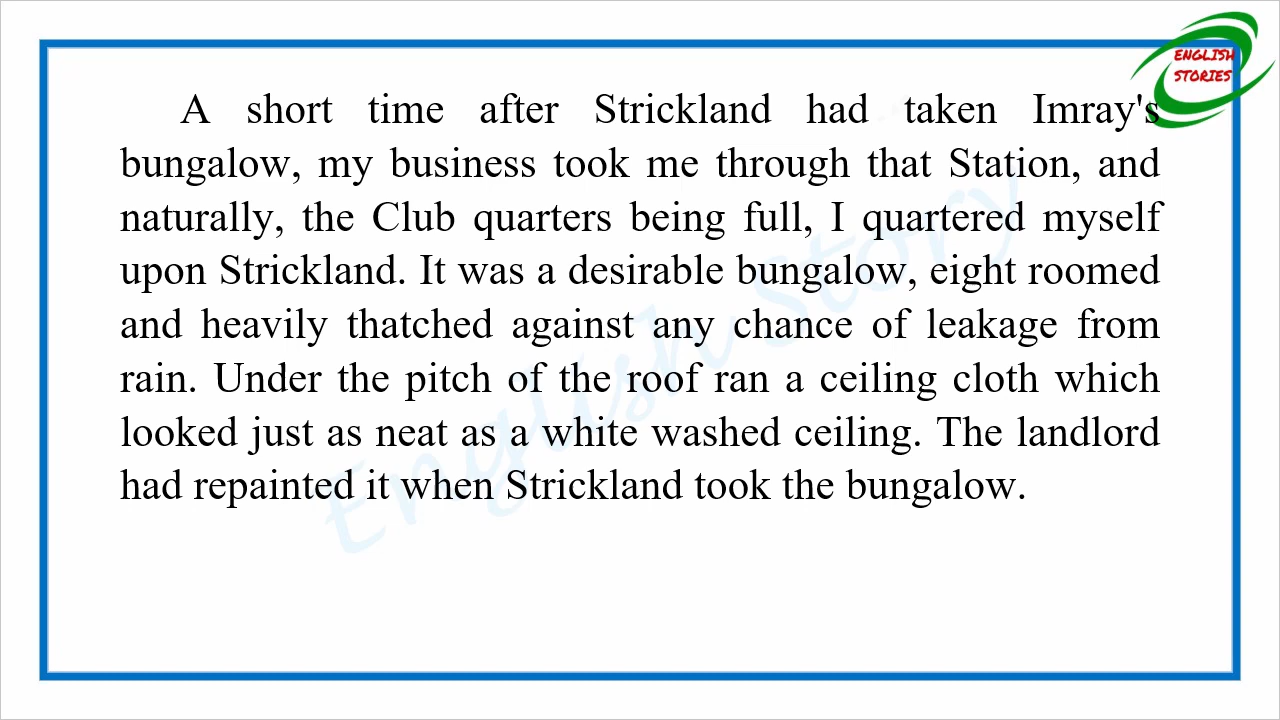 ENGLISH
STORIES
A short time after Strickland had taken Imray's
bungalow, my business took me through that Station, and
naturally, the Club quarters being full, I quartered myself
upon Strickland. It was a desirable bungalow, eight roomed
and heavily thatched against any chance of leakage from
rain. Under the pitch of the roof ran a ceiling cloth which
looked just as neat as a white washed ceiling. The landlord
had repainted it when Strickland took the bungalow.
English Story